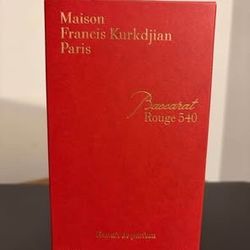 Maison
Francis Kurkdjian
Paris
Baccarat
Rouge 540
Extrait de parfum